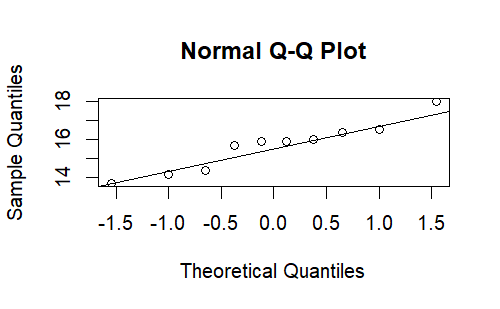 Normal Q-Q Plot
Sample Quantiles
18
16
14
-1.5 -1.0 -0.5 0.0 0.5 1.0 1.5
Theoretical Quantiles